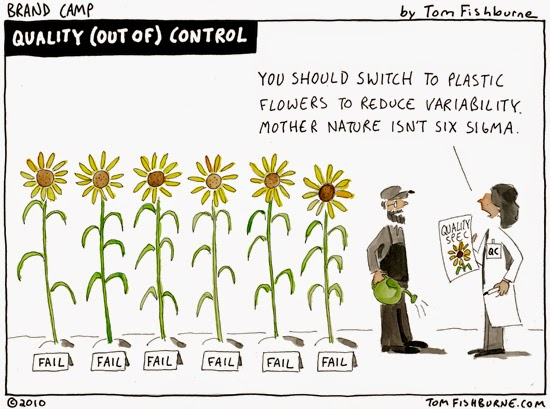 BRAND CAMP
by Tom Fishburne
QUALITY (OUT OF) CONTROL
YOU SHOULD SWITCH TO PLASTIC
FLOWERS TO REDUCE VARIABILITY.
MOTHER NATURE ISN'T SIX SIGMA.
QUALITY
SPEC
QC
FAIL
FAIL
FAIL
FAIL
FAIL
FAIL
©2010
TOMFISHBURNE.COM